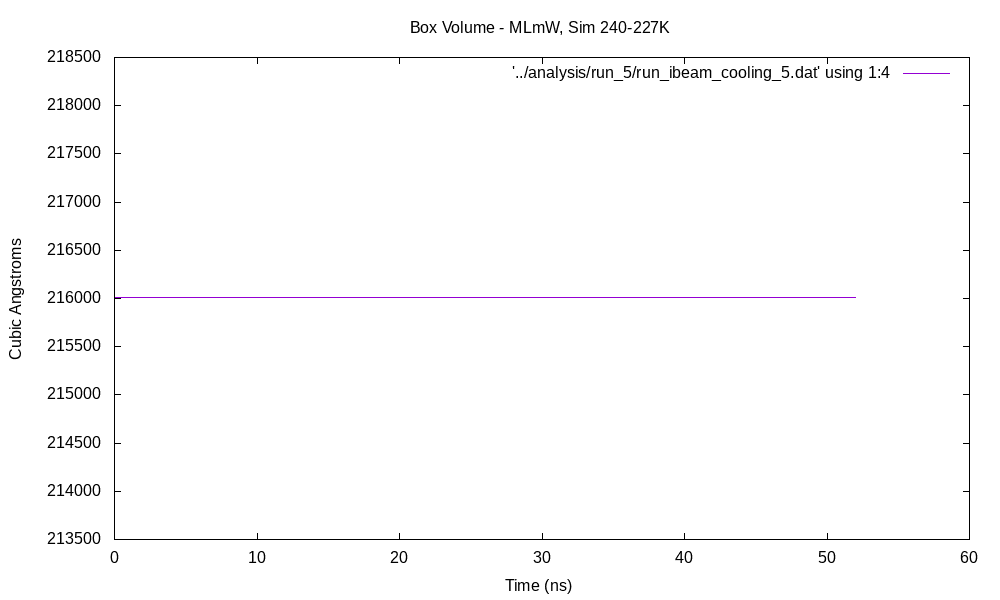 Box Volume - MLmW, Sim 240-227K
'../analysis/run_5/run_ibeam_cooling_5.dat' using 1:4
218500
218000
217500
217000
216500
216000
215500
215000
214500
214000
213500
Cubic Angstroms
0 10 20 30 40 50 60
Time (ns)